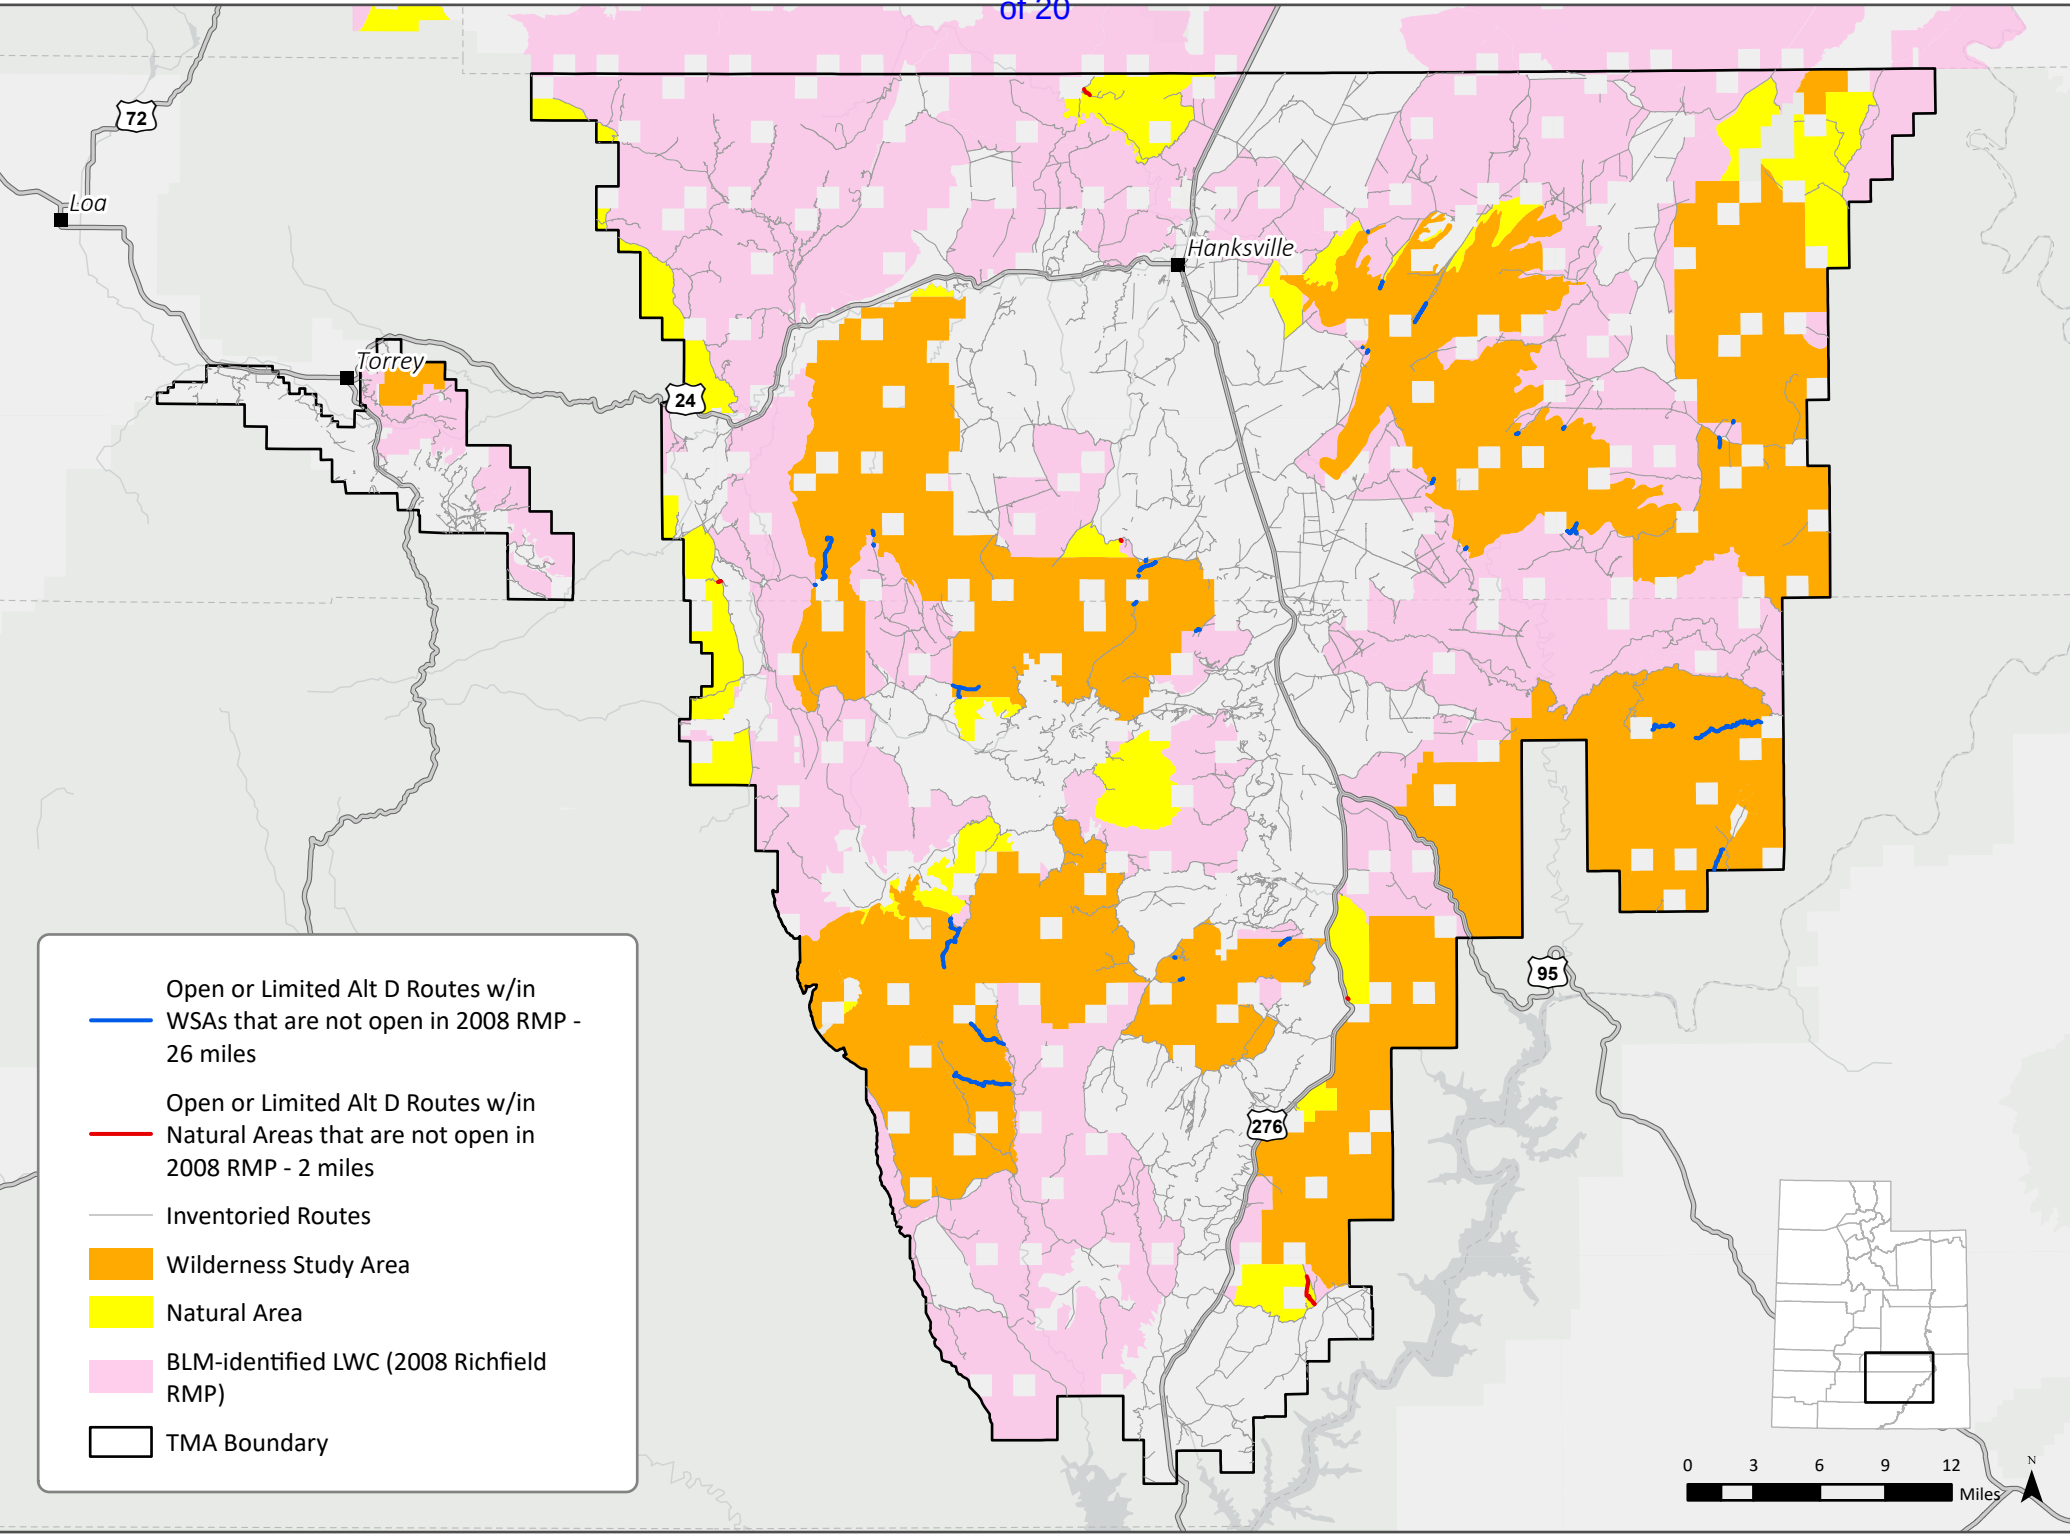 of 20
72
Loa
Hanksville
Torrey
24
95
276
Open or Limited Alt D Routes w/in
WSAs that are not open in 2008 RMP -
26 miles
Open or Limited Alt D Routes w/in
Natural Areas that are not open in
2008 RMP - 2 miles
Inventoried Routes
Wilderness Study Area
Natural Area
BLM-identified LWC (2008 Richfield
RMP)
TMA Boundary
0 3 6 9 12
Miles
N